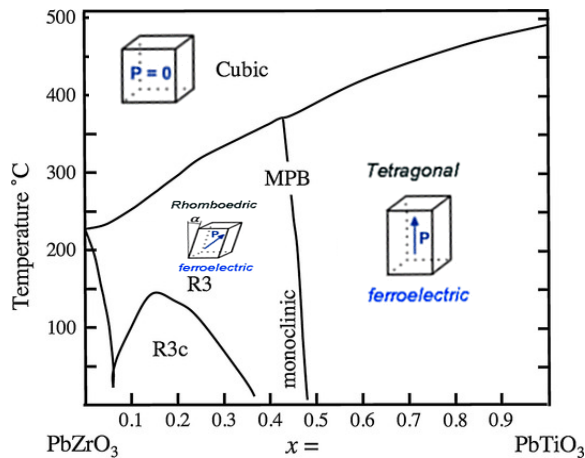 500
400
300
200
100
Temperature °C
P = 0
Cubic
MPB
Rhomboedric
α
P
ferroelectric
R3
R3c
monoclinic
Tetragonal
P
ferroelectric
0.1 0.2 0.3 0.4 0.5 0.6 0.7 0.8 0.9
PbZrO3 x = PbTiO3